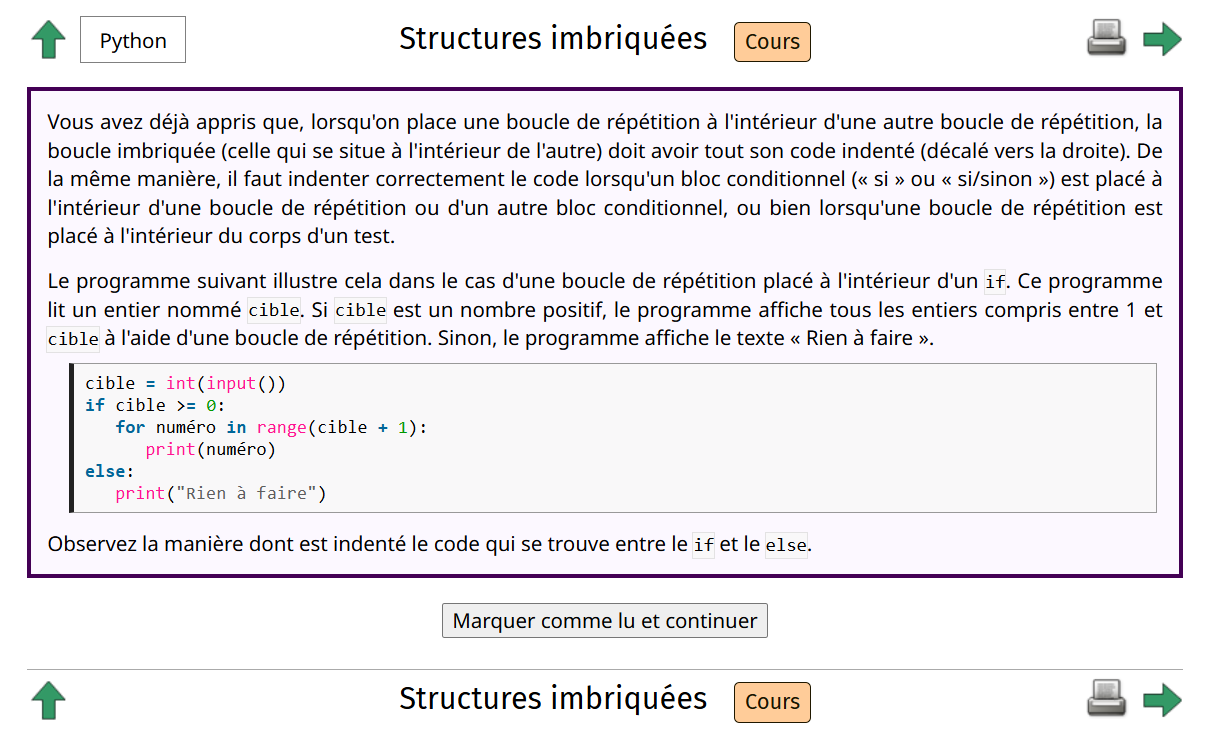 Python
Structures imbriquées Cours
Vous avez déjà appris que, lorsqu'on place une boucle de répétition à l'intérieur d'une autre boucle de répétition, la
boucle imbriquée (celle qui se situe à l'intérieur de l'autre) doit avoir tout son code indenté (décalé vers la droite). De
la même manière, il faut indenter correctement le code lorsqu'un bloc conditionnel (« si » ou « si/sinon ») est placé à
l'intérieur d'une boucle de répétition ou d'un autre bloc conditionnel, ou bien lorsqu'une boucle de répétition est
placé à l'intérieur du corps d'un test.
Le programme suivant illustre cela dans le cas d'une boucle de répétition placé à l'intérieur d'un if. Ce programme
lit un entier nommé cible. Si cible est un nombre positif, le programme affiche tous les entiers compris entre 1 et
cible à l'aide d'une boucle de répétition. Sinon, le programme affiche le texte « Rien à faire ».
cible = int(input())
if cible >= 0:
   for numéro in range(cible + 1):
      print(numéro)
else:
   print("Rien à faire")
Observez la manière dont est indenté le code qui se trouve entre le if et le else.
Marquer comme lu et continuer
Structures imbriquées Cours